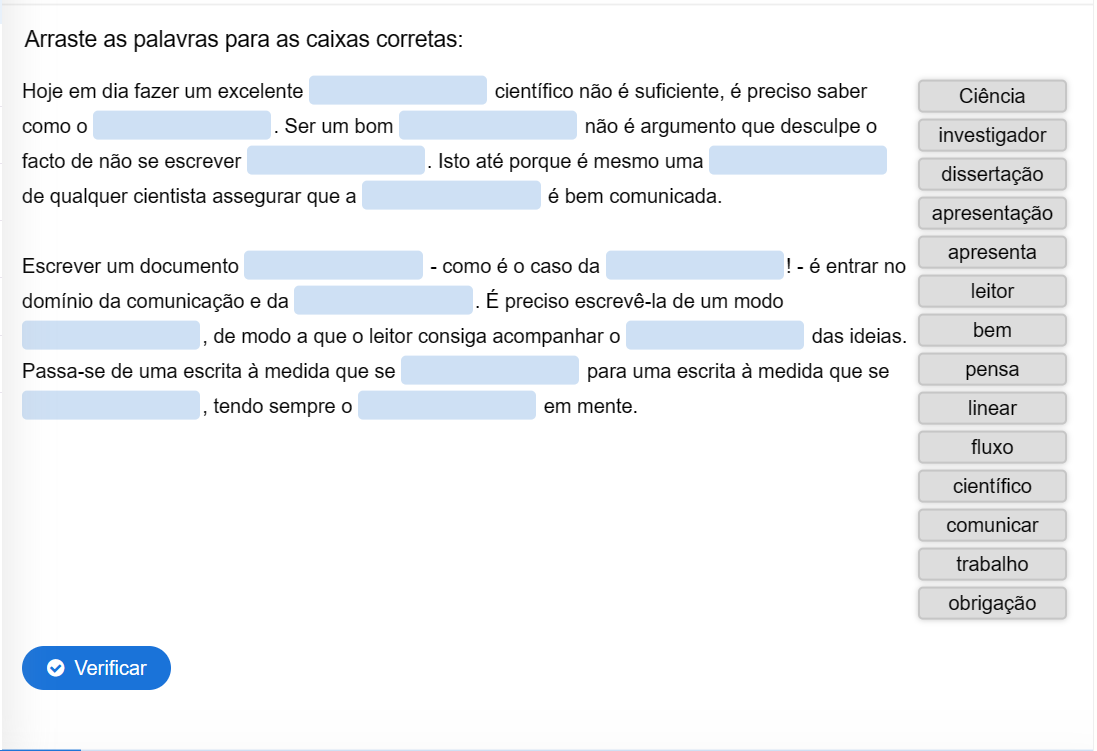 Arraste as palavras para as caixas corretas:
Hoje em dia fazer um excelente científico não é suficiente, é preciso saber
como o . Ser um bom não é argumento que desculpe o
facto de não se escrever . Isto até porque é mesmo uma
de qualquer cientista assegurar que a é bem comunicada.
Escrever um documento - como é o caso da ! - é entrar no
domínio da comunicação e da . É preciso escrevê-la de um modo
, de modo a que o leitor consiga acompanhar o das ideias.
Passa-se de uma escrita à medida que se para uma escrita à medida que se
, tendo sempre o em mente.
Ciência
investigador
dissertação
apresentação
apresenta
leitor
bem
pensa
linear
fluxo
científico
comunicar
trabalho
obrigação
Verificar